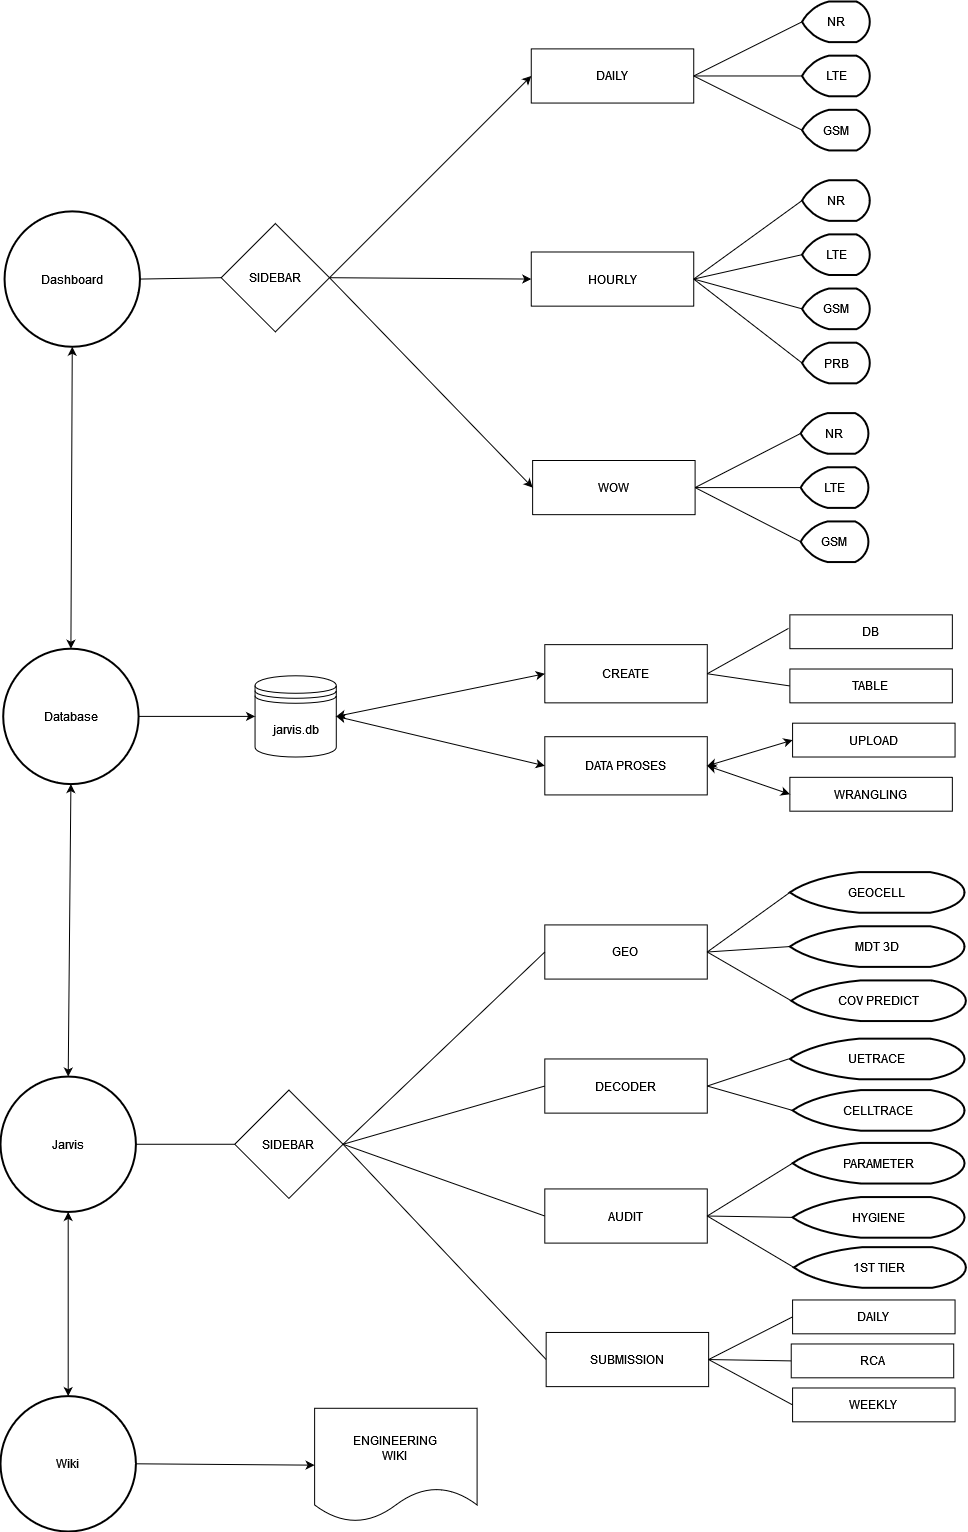 NR
DAILY
LTE
GSM
NR
LTE
Dashboard
SIDEBAR
HOURLY
GSM
PRB
NR
WOW
LTE
GSM
DB
CREATE
TABLE
Database
jarvis.db
UPLOAD
DATA PROSES
WRANGLING
GEOCELL
GEO
MDT 3D
COV PREDICT
UETRACE
DECODER
CELLTRACE
Jarvis
SIDEBAR
PARAMETER
AUDIT
HYGIENE
1ST TIER
DAILY
SUBMISSION
RCA
WEEKLY
ENGINEERING
WIKI
Wiki